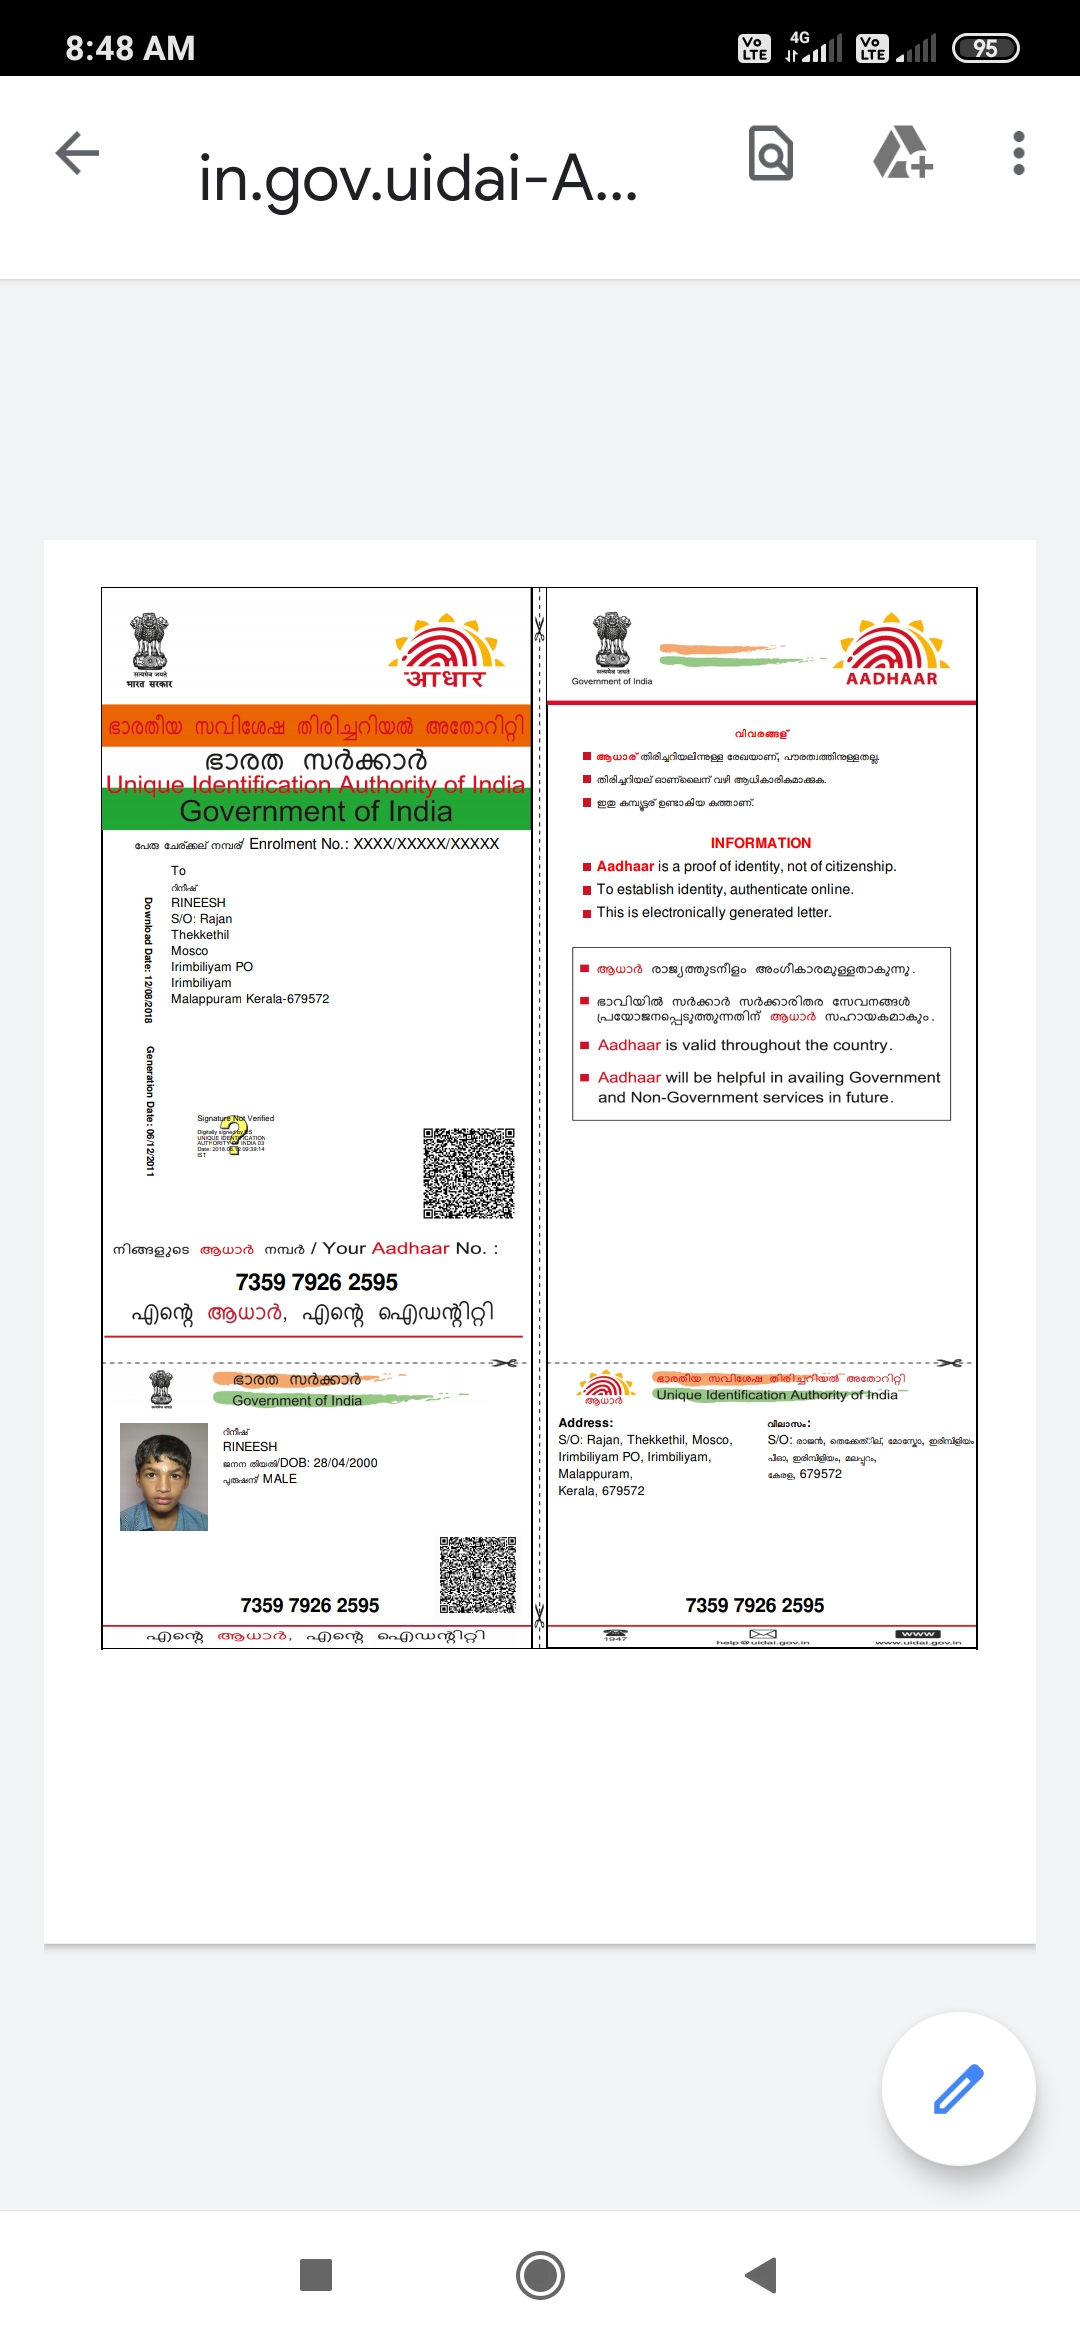 8:48 AM
Vo LTE 4G Vo LTE 95
in.gov.uidai-A...
सत्यमेव जयते
भारत सरकार
आधार
ഭാരതീയ സവിശേഷ തിരിച്ചറിയൽ അതോറിറ്റി
ഭാരത സർക്കാർ
Unique Identification Authority of India
Government of India
പേരു ചേര്‍ക്കല് നമ്പര്‍/ Enrolment No.: XXXX/XXXXX/XXXXX
To
റിനീഷ്
RINEESH
S/O: Rajan
Thekkethil
Mosco
Irimbiliyam PO
Irimbiliyam
Malappuram Kerala-679572
Download Date: 12/08/2018
Generation Date: 06/12/2011
Signature Not Verified
Digitally signed by DS
UNIQUE IDENTIFICATION
AUTHORITY OF INDIA 03
Date: 2018.08.12 09:39:14
IST
നിങ്ങളുടെ ആധാർ നമ്പർ / Your Aadhaar No. :
7359 7926 2595
എന്റെ ആധാർ, എന്റെ ഐഡന്റിറ്റി
ഭാരത സർക്കാർ
Government of India
റിനീഷ്
RINEESH
ജനന തിയതി/DOB: 28/04/2000
പുരുഷന്‍/ MALE
7359 7926 2595
എന്റെ ആധാർ, എന്റെ ഐഡന്റിറ്റി
सत्यमेव जयते
Government of India
AADHAAR
വിവരങ്ങള്
ആധാര് തിരിച്ചറിയലിന്നുള്ള രേഖയാണ്, പൗരത്വത്തിനുള്ളതല്ല.
തിരിച്ചറിയല് ഓണ്‍ലൈന് വഴി ആധികാരികമാക്കുക.
ഇതു കമ്പ്യൂട്ടര് ഉണ്ടാകിയ കത്താണ്.
INFORMATION
Aadhaar is a proof of identity, not of citizenship.
To establish identity, authenticate online.
This is electronically generated letter.
ആധാർ രാജ്യത്തുടനീളം അംഗീകാരമുള്ളതാകുന്നു.
ഭാവിയിൽ സർക്കാർ സർക്കാരിതര സേവനങ്ങൾ
പ്രയോജനപ്പെടുത്തുന്നതിന് ആധാർ സഹായകമാകും.
Aadhaar is valid throughout the country.
Aadhaar will be helpful in availing Government
and Non-Government services in future.
ആധാർ
ഭാരതീയ സവിശേഷ തിരിച്ചറിയൽ അതോറിറ്റി
Unique Identification Authority of India
Address:
S/O: Rajan, Thekkethil, Mosco,
Irimbiliyam PO, Irimbiliyam,
Malappuram,
Kerala, 679572
വിലാസം:
S/O: രാജൻ, തെക്കേത്തില്, മോസ്കോ, ഇരിമ്പിളിയം
പിഓ, ഇരിമ്പിളിയം, മലപ്പുറം,
കേരള, 679572
7359 7926 2595
1947
help@uidai.gov.in
WWW
www.uidai.gov.in